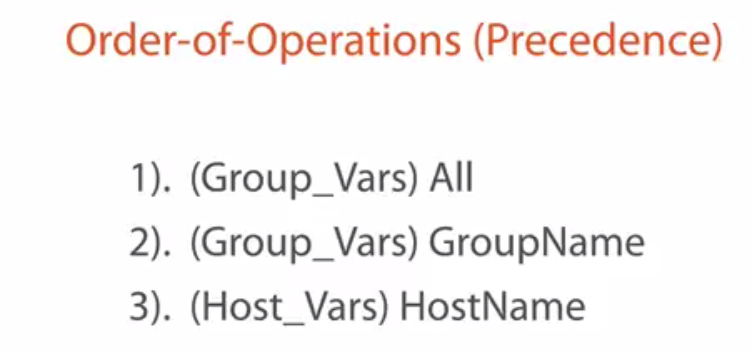 Order-of-Operations (Precedence)
1). (Group_Vars) All
2). (Group_Vars) GroupName
3). (Host_Vars) HostName